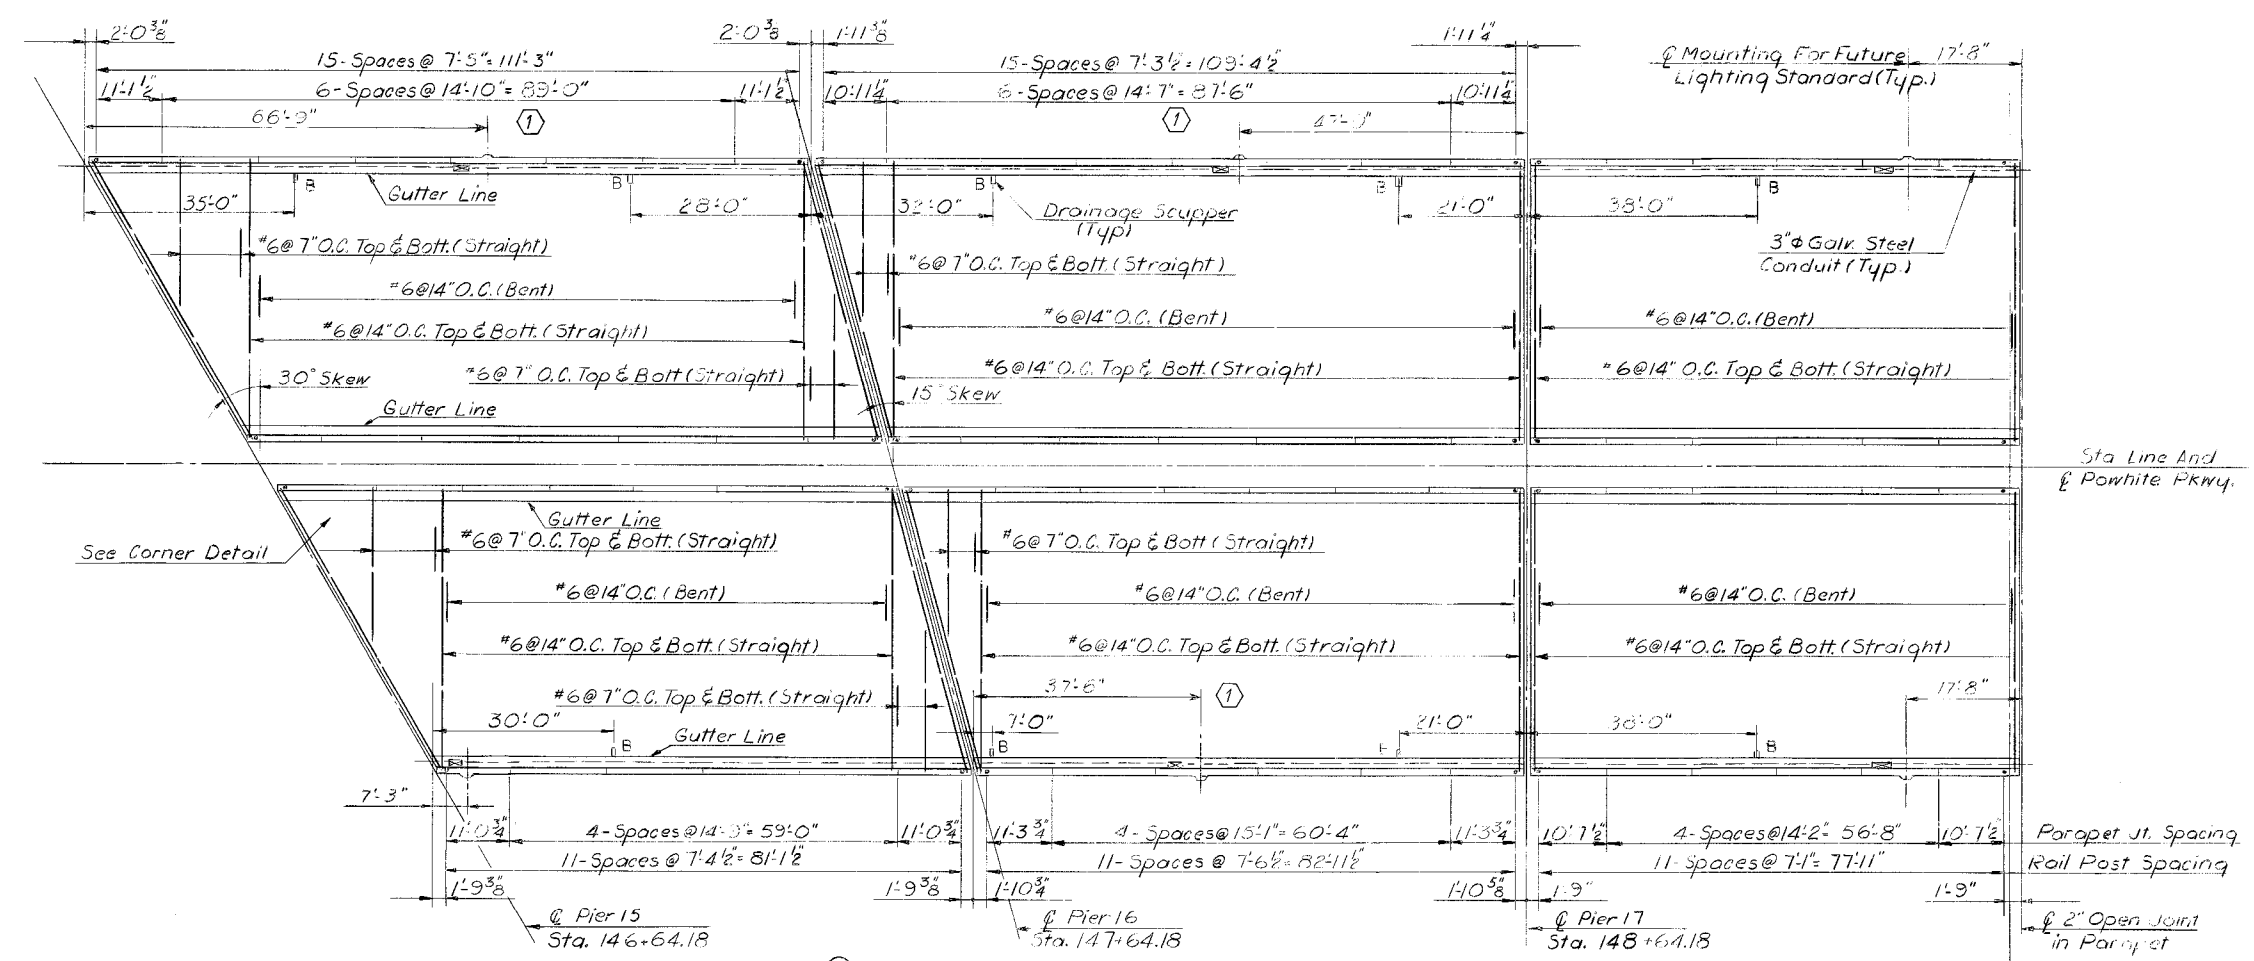 2'-0 3/8"
2'-0 3/8
1'-11 3/8"
1'-11 1/4"
15-Spaces @ 7'-5" = 111'-3"
15-Spaces @ 7'-3 1/2 = 109'-4 1/2"
℄ Mounting For Future
Lighting Standard (Typ.)
17'-8"
11'-1 1/2"
6-Spaces @ 14'-10" = 89'-0"
11'-1 1/2"
10'-11 1/4"
6-Spaces @ 14'-7" = 87'-6"
10'-11 1/4"
66'-9"
1
1
47'-0"
B
B
B
B
B
Gutter Line
35'-0"
28'-0"
32'-0"
Drainage Scupper
(Typ)
21'-0"
38'-0"
3"Φ Galv. Steel
Conduit (Typ.)
#6@ 7" O.C. Top & Bott. (Straight)
#6@ 7" O.C. Top & Bott. (Straight)
#6@14" O.C. (Bent)
#6@14" O.C. (Bent)
#6@14" O.C. (Bent)
#6@14" O.C. Top & Bott. (Straight)
#6@14" O.C. Top & Bott. (Straight)
#6@14" O.C. Top & Bott. (Straight)
30° Skew
#6@ 7" O.C. Top & Bott (Straight)
15° Skew
Gutter Line
Sta Line And
℄ Powhite Pkwy.
Gutter Line
See Corner Detail
#6@ 7" O.C. Top & Bott. (Straight)
#6@ 7" O.C. Top & Bott (Straight)
#6@14" O.C. (Bent)
#6@14" O.C. (Bent)
#6@14" O.C. (Bent)
#6@14" O.C. Top & Bott. (Straight)
#6@14" O.C. Top & Bott. (Straight)
#6@14" O.C. Top & Bott. (Straight)
#6@ 7" O.C. Top & Bott. (Straight)
37'-6"
1
17'-8"
30'-0"
7'-0"
21'-0"
38'-0"
Gutter Line
B
B
B
7'-3"
11'-0 3/4"
4-Spaces @ 14'-9" = 59'-0"
11'-0 3/4"
11'-3 3/4"
4-Spaces @ 15'-1" = 60'-4"
11'-3 3/4"
10'-7 1/2"
4-Spaces @ 14'-2" = 56'-8"
10'-7 1/2"
Parapet Jt. Spacing
11-Spaces @ 7'-4 1/2" = 81'-1 1/2"
11-Spaces @ 7'-6 1/2" = 82'-11 1/2"
11-Spaces @ 7'-1" = 77'-11"
Rail Post Spacing
1'-9 3/8"
1'-9 3/8"
1'-10 3/4"
1'-10 5/8"
1'-9"
1'-9"
℄ Pier 15
Sta. 146+64.18
℄ Pier 16
Sta. 147+64.18
℄ Pier 17
Sta. 148+64.18
℄ 2" Open Joint
in Parapet